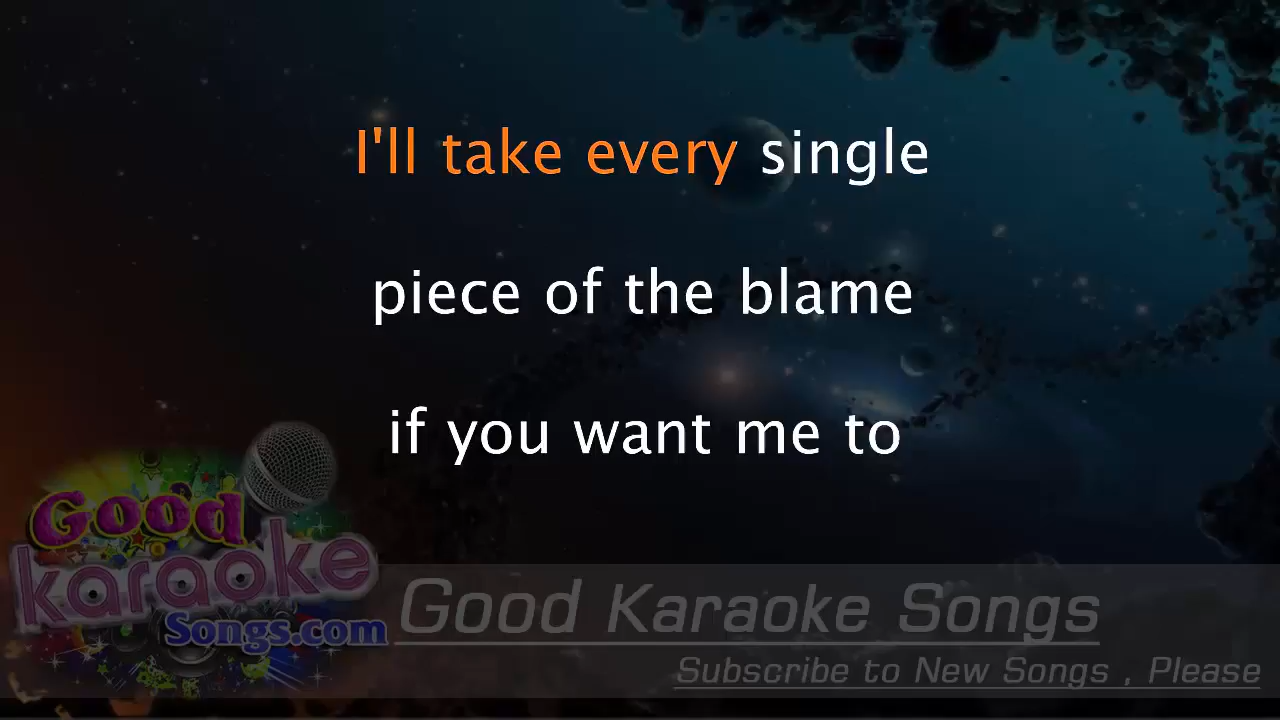 I'll take every single
piece of the blame
if you want me to
Good
karaoke
Songs.com
Good Karaoke Songs
Subscribe to New Songs , Please